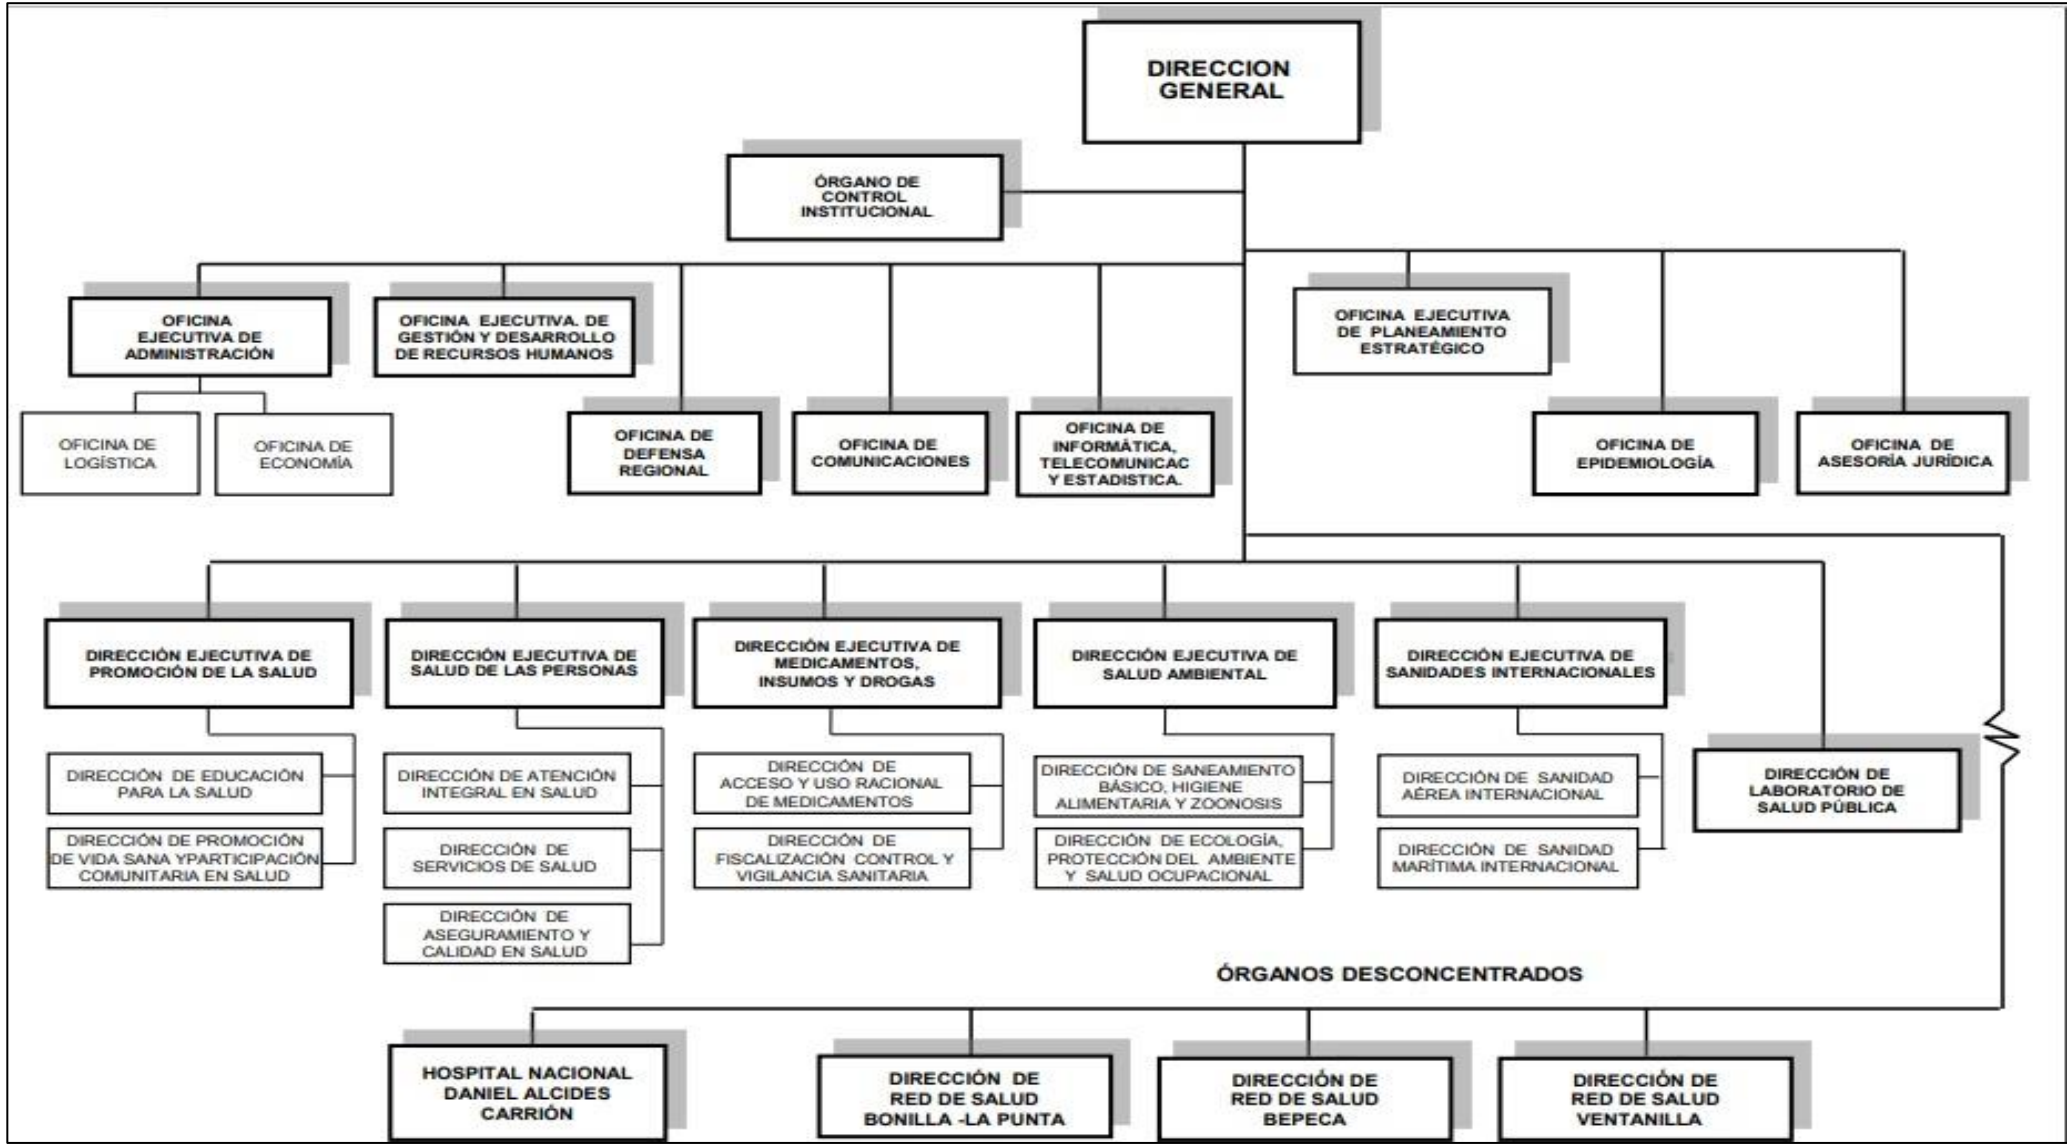 DIRECCION
GENERAL
ÓRGANO DE
CONTROL
INSTITUCIONAL
OFICINA
EJECUTIVA DE
ADMINISTRACIÓN
OFICINA EJECUTIVA. DE
GESTIÓN Y DESARROLLO
DE RECURSOS HUMANOS
OFICINA EJECUTIVA
DE PLANEAMIENTO
ESTRATÉGICO
OFICINA DE
LOGÍSTICA
OFICINA DE
ECONOMÍA
OFICINA DE
DEFENSA
REGIONAL
OFICINA DE
COMUNICACIONES
OFICINA DE
INFORMÁTICA,
TELECOMUNICAC
Y ESTADISTICA.
OFICINA DE
EPIDEMIOLOGÍA
OFICINA DE
ASESORÍA JURÍDICA
DIRECCIÓN EJECUTIVA DE
PROMOCIÓN DE LA SALUD
DIRECCIÓN EJECUTIVA DE
SALUD DE LAS PERSONAS
DIRECCIÓN EJECUTIVA DE
MEDICAMENTOS,
INSUMOS Y DROGAS
DIRECCIÓN EJECUTIVA DE
SALUD AMBIENTAL
DIRECCIÓN EJECUTIVA DE
SANIDADES INTERNACIONALES
DIRECCIÓN DE EDUCACIÓN
PARA LA SALUD
DIRECCIÓN DE ATENCIÓN
INTEGRAL EN SALUD
DIRECCIÓN DE
ACCESO Y USO RACIONAL
DE MEDICAMENTOS
DIRECCIÓN DE SANEAMIENTO
BÁSICO, HIGIENE
ALIMENTARIA Y ZOONOSIS
DIRECCIÓN DE SANIDAD
AÉREA INTERNACIONAL
DIRECCIÓN DE
LABORATORIO DE
SALUD PÚBLICA
DIRECCIÓN DE PROMOCIÓN
DE VIDA SANA YPARTICIPACIÓN
COMUNITARIA EN SALUD
DIRECCIÓN DE
SERVICIOS DE SALUD
DIRECCIÓN DE
FISCALIZACIÓN CONTROL Y
VIGILANCIA SANITARIA
DIRECCIÓN DE ECOLOGÍA,
PROTECCIÓN DEL AMBIENTE
Y SALUD OCUPACIONAL
DIRECCIÓN DE SANIDAD
MARÍTIMA INTERNACIONAL
DIRECCIÓN DE
ASEGURAMIENTO Y
CALIDAD EN SALUD
ÓRGANOS DESCONCENTRADOS
HOSPITAL NACIONAL
DANIEL ALCIDES
CARRIÓN
DIRECCIÓN DE
RED DE SALUD
BONILLA -LA PUNTA
DIRECCIÓN DE
RED DE SALUD
BEPECA
DIRECCIÓN DE
RED DE SALUD
VENTANILLA